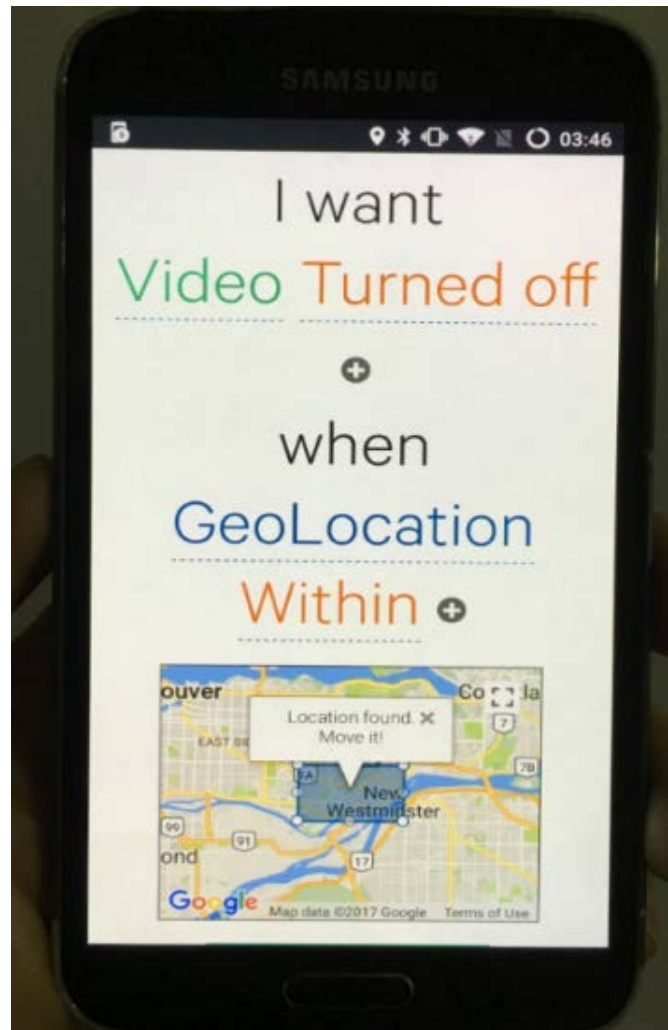 SAMSUNG
03:46
I want
Video Turned off
when
GeoLocation
Within
ouver
Location found. ×
Move it!
7
EAST
1A
7B
New
Westminster
99
91
ond
17
Google Map data ©2017 Google Terms of Use